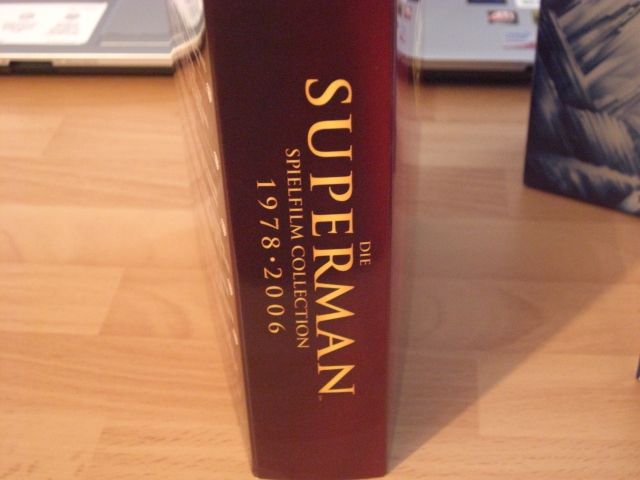 DIE
SUPERMAN
SPIELFILM COLLECTION
1978·2006